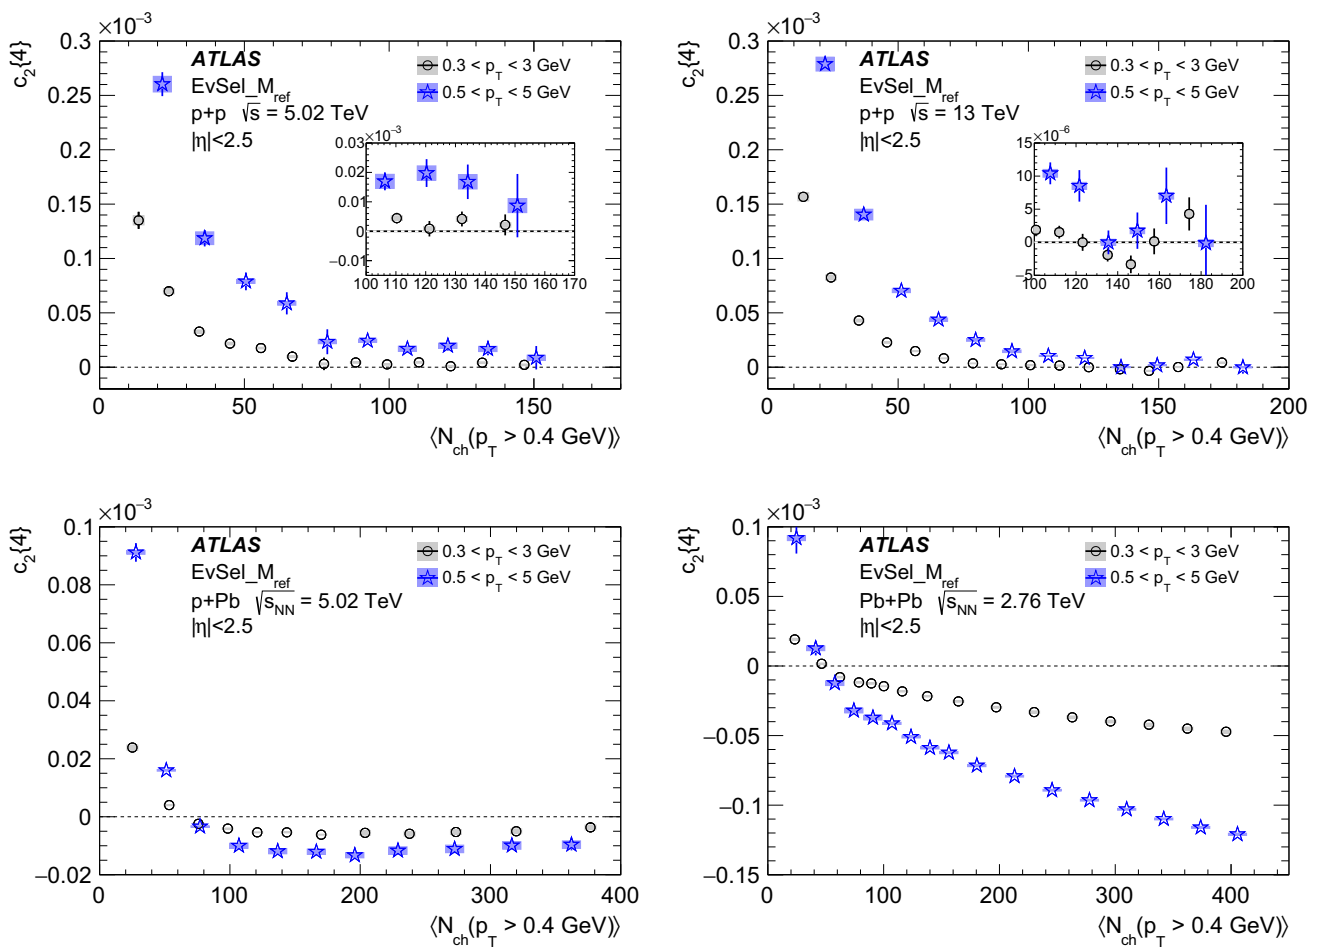 ×10⁻³
c₂{4}
0.3
0.25
0.2
0.15
0.1
0.05
0
ATLAS
EvSel_M_ref
p+p √s = 5.02 TeV
|η|<2.5
0.3 < p_T < 3 GeV
0.5 < p_T < 5 GeV
×10⁻³
0.03
0.02
0.01
0
−0.01
100 110 120 130 140 150 160 170
0 50 100 150
⟨N_ch(p_T > 0.4 GeV)⟩
×10⁻³
c₂{4}
0.3
0.25
0.2
0.15
0.1
0.05
0
ATLAS
EvSel_M_ref
p+p √s = 13 TeV
|η|<2.5
0.3 < p_T < 3 GeV
0.5 < p_T < 5 GeV
×10⁻⁶
15
10
5
0
−5
100 120 140 160 180 200
0 50 100 150 200
⟨N_ch(p_T > 0.4 GeV)⟩
×10⁻³
c₂{4}
0.1
0.08
0.06
0.04
0.02
0
−0.02
ATLAS
EvSel_M_ref
p+Pb √s_NN = 5.02 TeV
|η|<2.5
0.3 < p_T < 3 GeV
0.5 < p_T < 5 GeV
0 100 200 300 400
⟨N_ch(p_T > 0.4 GeV)⟩
×10⁻³
c₂{4}
0.1
0.05
0
−0.05
−0.1
−0.15
ATLAS
EvSel_M_ref
Pb+Pb √s_NN = 2.76 TeV
|η|<2.5
0.3 < p_T < 3 GeV
0.5 < p_T < 5 GeV
0 100 200 300 400
⟨N_ch(p_T > 0.4 GeV)⟩